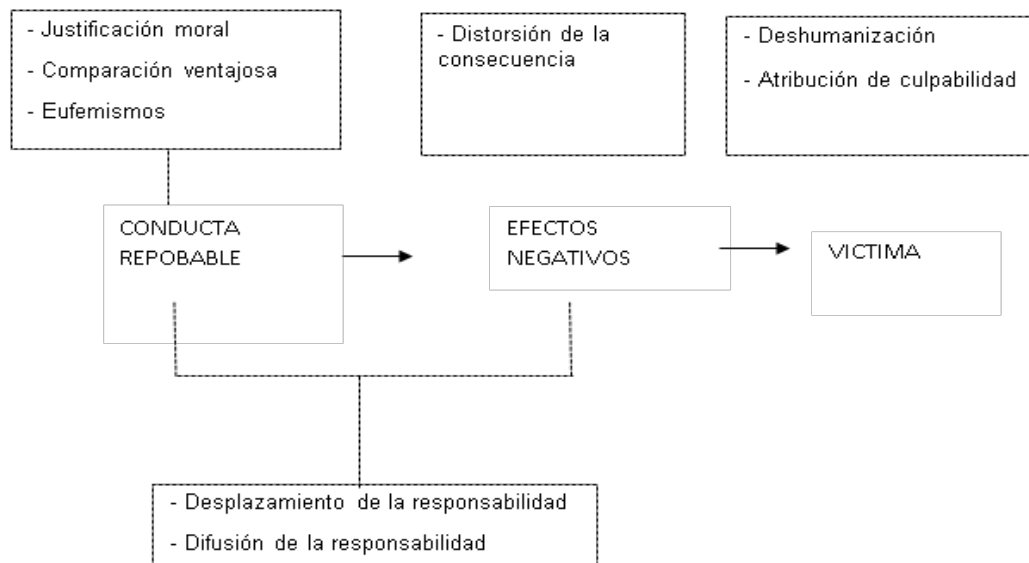 - Justificación moral
- Comparación ventajosa
- Eufemismos
- Distorsión de la
consecuencia
- Deshumanización
- Atribución de culpabilidad
CONDUCTA
REPOBABLE
EFECTOS
NEGATIVOS
VICTIMA
- Desplazamiento de la responsabilidad
- Difusión de la responsabilidad